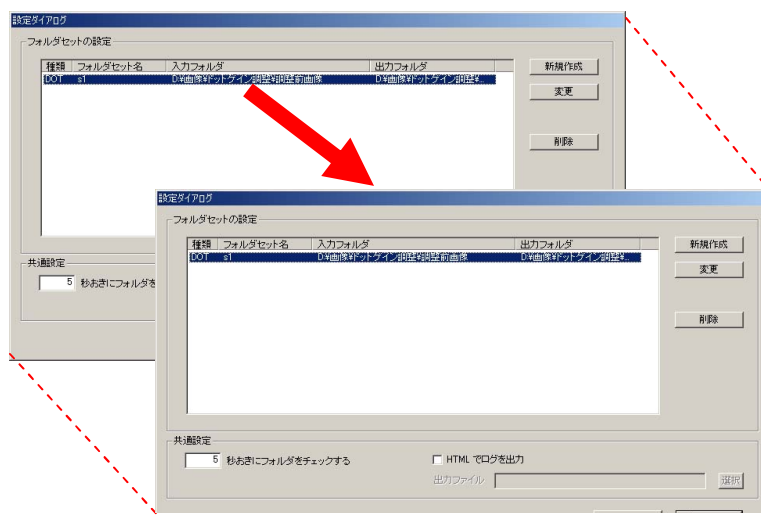 設定ダイアログ
フォルダセットの設定
種類 フォルダセット名 入力フォルダ 出力フォルダ
DOT s1 D:¥画像¥ドットゲイン調整¥調整前画像 D:¥画像¥ドットゲイン調整¥...
新規作成
変更
削除
共通設定
5 秒おきにフォルダを
設定ダイアログ
フォルダセットの設定
種類 フォルダセット名 入力フォルダ 出力フォルダ
DOT s1 D:¥画像¥ドットゲイン調整¥調整前画像 D:¥画像¥ドットゲイン調整¥...
新規作成
変更
削除
共通設定
5 秒おきにフォルダをチェックする
HTML でログを出力
出力ファイル 選択